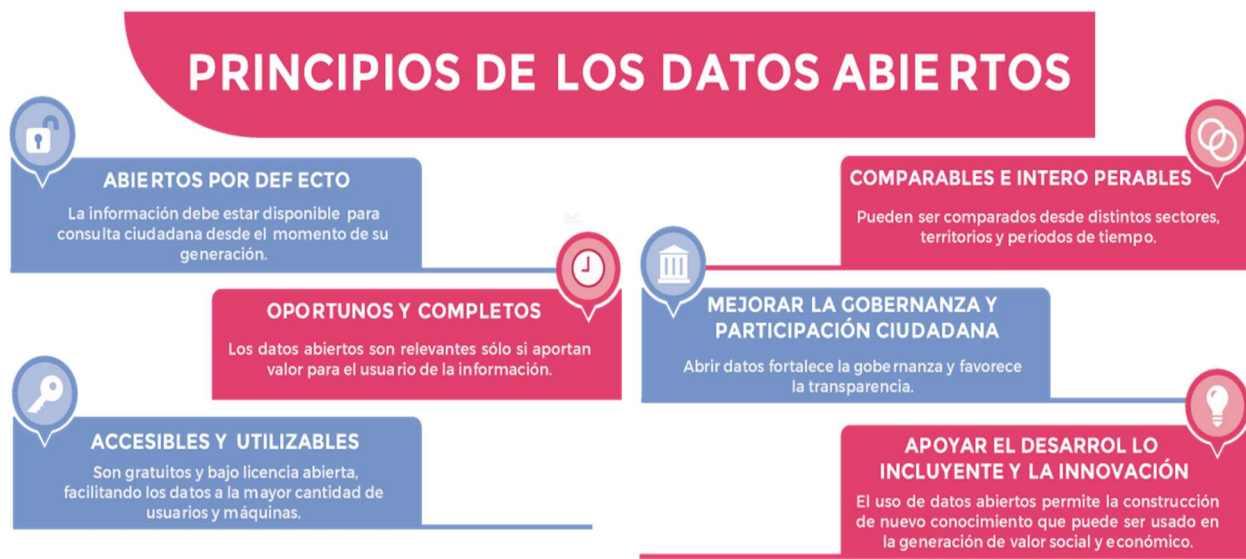 PRINCIPIOS DE LOS DATOS ABIERTOS
ABIERTOS POR DEFECTO
La información debe estar disponible para
consulta ciudadana desde el momento de su
generación.
OPORTUNOS Y COMPLETOS
Los datos abiertos son relevantes sólo si aportan
valor para el usuario de la información.
ACCESIBLES Y UTILIZABLES
Son gratuitos y bajo licencia abierta,
facilitando los datos a la mayor cantidad de
usuarios y máquinas.
es.
COMPARABLES E INTERO PERABLES
Pueden ser comparados desde distintos sectores,
territorios y periodos de tiempo.
MEJORAR LA GOBERNANZA Y
PARTICIPACIÓN CIUDADANA
Abrir datos fortalece la gobernanza y favorece
la transparencia.
APOYAR EL DESARROL LO
INCLUYENTE Y LA INNOVACIÓN
El uso de datos abiertos permite la construcción
de nuevo conocimiento que puede ser usado en
la generación de valor social y económico.